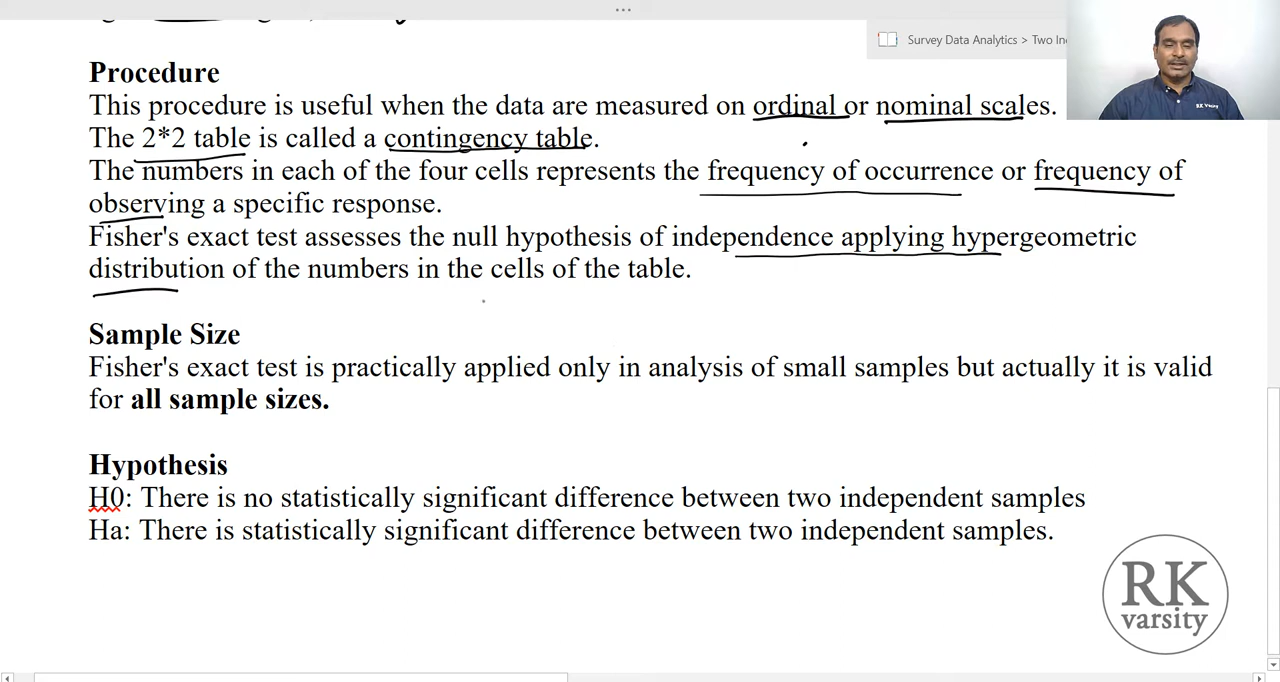 Survey Data Analytics > Two In
Procedure
This procedure is useful when the data are measured on ordinal or nominal scales.
The 2*2 table is called a contingency table.
The numbers in each of the four cells represents the frequency of occurrence or frequency of
observing a specific response.
Fisher's exact test assesses the null hypothesis of independence applying hypergeometric
distribution of the numbers in the cells of the table.
Sample Size
Fisher's exact test is practically applied only in analysis of small samples but actually it is valid
for all sample sizes.
Hypothesis
H0: There is no statistically significant difference between two independent samples
Ha: There is statistically significant difference between two independent samples.
RK
varsity